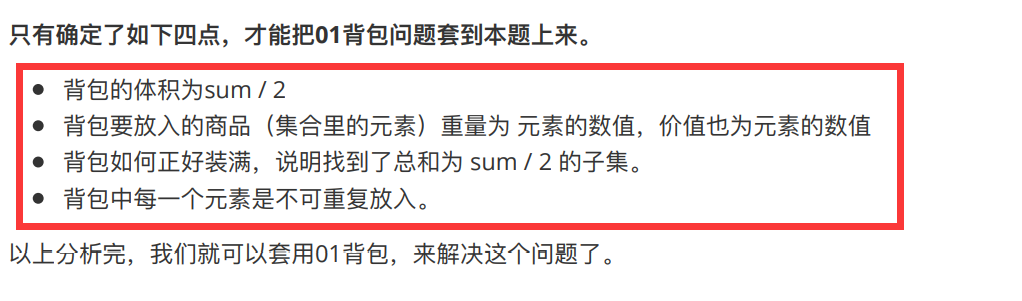 只有确定了如下四点，才能把01背包问题套到本题上来。
● 背包的体积为sum / 2
● 背包要放入的商品（集合里的元素）重量为 元素的数值，价值也为元素的数值
● 背包如何正好装满，说明找到了总和为 sum / 2 的子集。
● 背包中每一个元素是不可重复放入。
以上分析完，我们就可以套用01背包，来解决这个问题了。